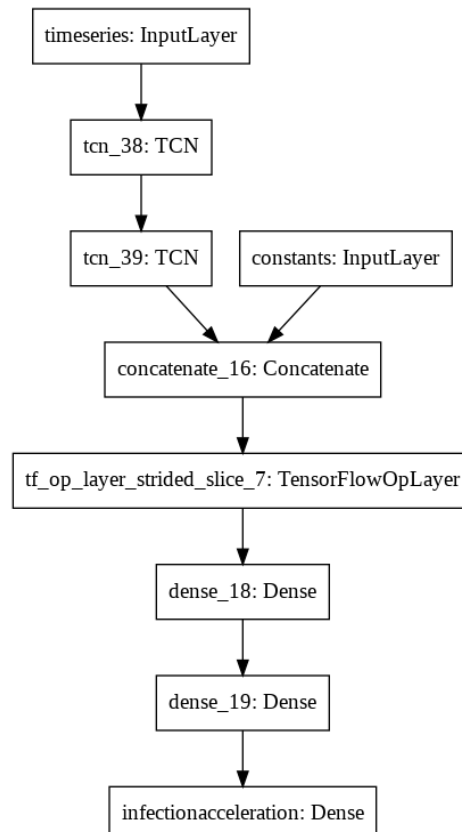 timeseries: InputLayer
tcn_38: TCN
tcn_39: TCN
constants: InputLayer
concatenate_16: Concatenate
tf_op_layer_strided_slice_7: TensorFlowOpLayer
dense_18: Dense
dense_19: Dense
infectionacceleration: Dense